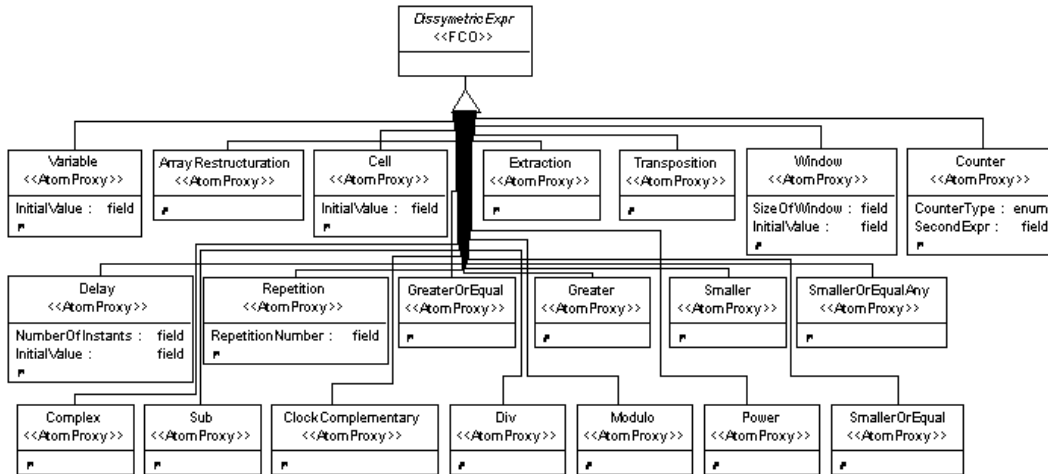 DissymetricExpr
<<FCO>>
Variable
<<AtomProxy>>
InitialValue : field
Array Restructuration
<<AtomProxy>>
Cell
<<AtomProxy>>
InitialValue : field
Extraction
<<AtomProxy>>
Transposition
<<AtomProxy>>
Window
<<AtomProxy>>
SizeOfWindow : field
InitialValue : field
Counter
<<AtomProxy>>
CounterType : enum
SecondExpr : field
Delay
<<AtomProxy>>
NumberOfInstants : field
InitialValue : field
Repetition
<<AtomProxy>>
RepetitionNumber : field
GreaterOrEqual
<<AtomProxy>>
Greater
<<AtomProxy>>
Smaller
<<AtomProxy>>
SmallerOrEqualAny
<<AtomProxy>>
Complex
<<AtomProxy>>
Sub
<<AtomProxy>>
ClockComplementary
<<AtomProxy>>
Div
<<AtomProxy>>
Modulo
<<AtomProxy>>
Power
<<AtomProxy>>
SmallerOrEqual
<<AtomProxy>>